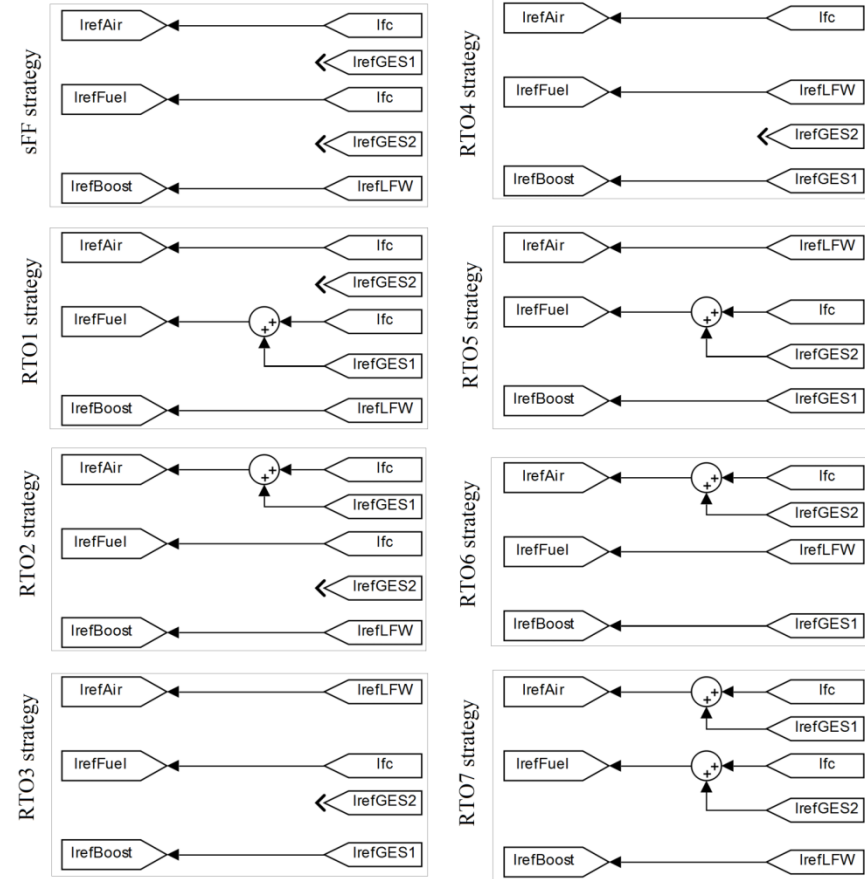 sFF strategy
IrefAir
Ifc
IrefGES1
IrefFuel
Ifc
IrefGES2
IrefBoost
IrefLFW
RTO1 strategy
IrefAir
Ifc
IrefGES2
IrefFuel
+
+
Ifc
IrefGES1
IrefBoost
IrefLFW
RTO2 strategy
IrefAir
+
+
Ifc
IrefGES1
IrefFuel
Ifc
IrefGES2
IrefBoost
IrefLFW
RTO3 strategy
IrefAir
IrefLFW
IrefFuel
Ifc
IrefGES2
IrefBoost
IrefGES1
RTO4 strategy
IrefAir
Ifc
IrefFuel
IrefLFW
IrefGES2
IrefBoost
IrefGES1
RTO5 strategy
IrefAir
IrefLFW
IrefFuel
+
+
Ifc
IrefGES2
IrefBoost
IrefGES1
RTO6 strategy
IrefAir
+
+
Ifc
IrefGES2
IrefFuel
IrefLFW
IrefBoost
IrefGES1
RTO7 strategy
IrefAir
+
+
Ifc
IrefGES1
IrefFuel
+
+
Ifc
IrefGES2
IrefBoost
IrefLFW